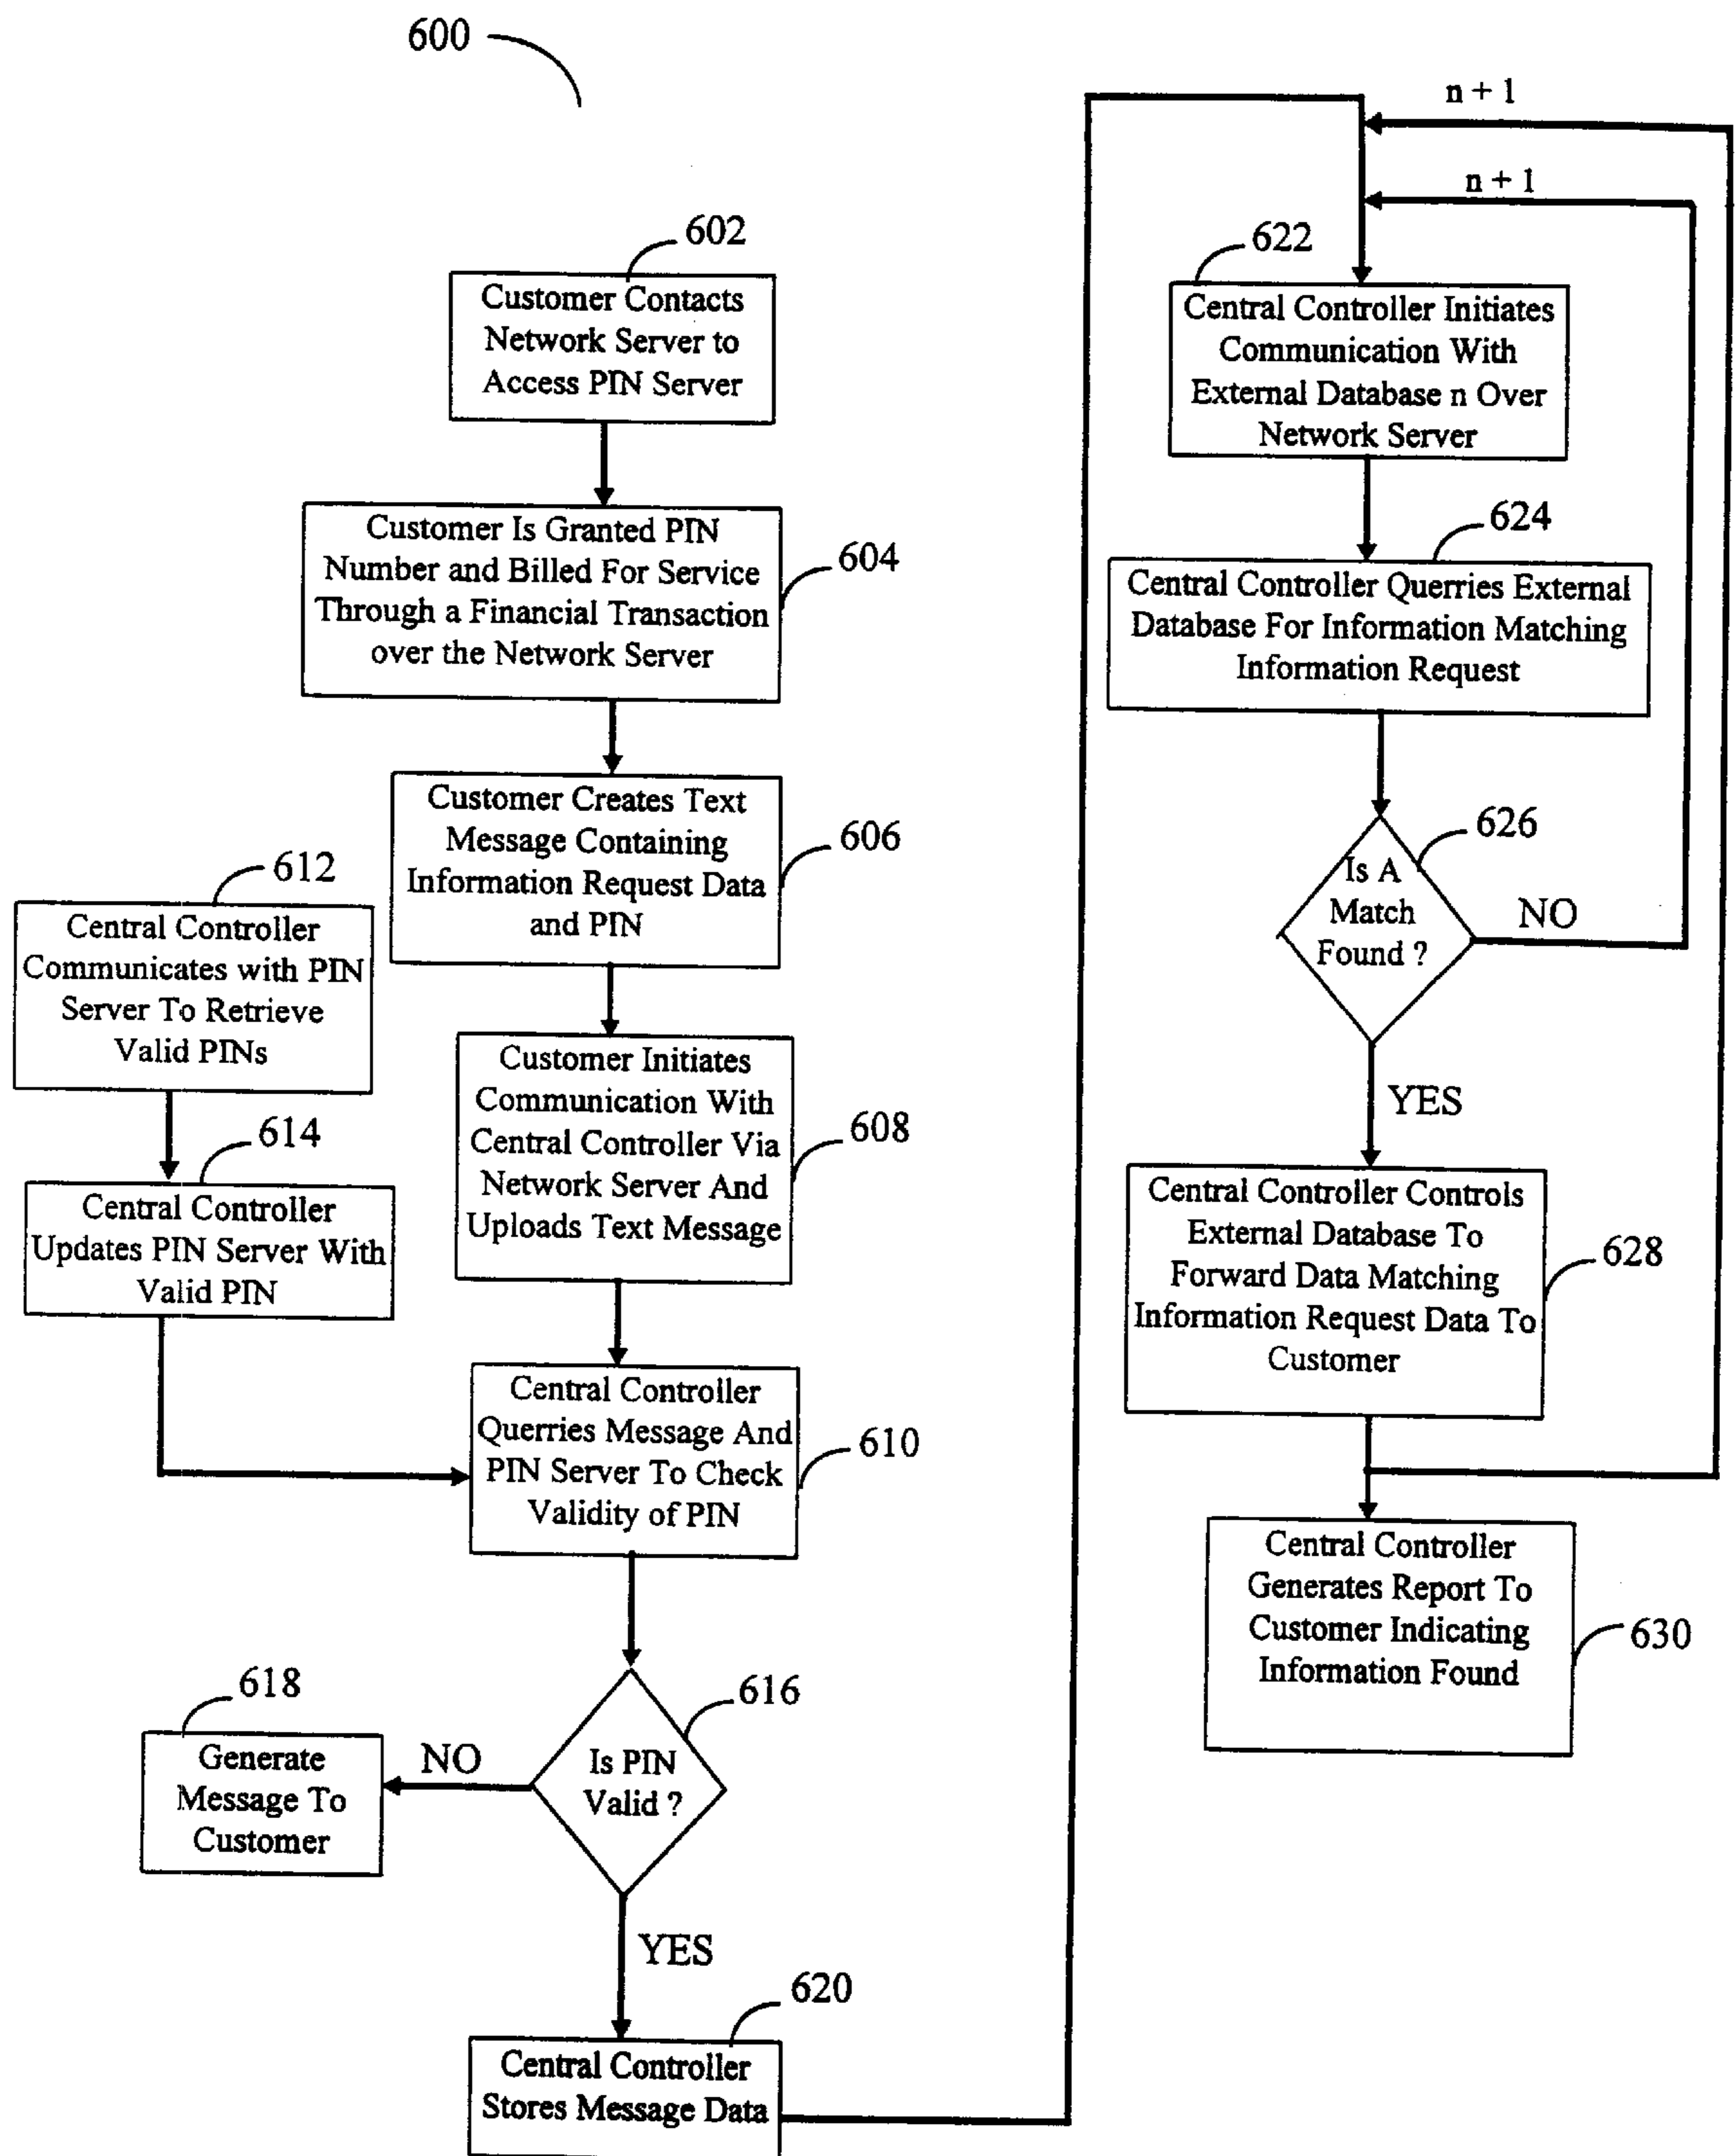 600
602
Customer Contacts
Network Server to
Access PIN Server
Customer Is Granted PIN
Number and Billed For Service
Through a Financial Transaction
over the Network Server
604
Customer Creates Text
Message Containing
Information Request Data
and PIN
606
612
Central Controller
Communicates with PIN
Server To Retrieve
Valid PINs
614
Central Controller
Updates PIN Server With
Valid PIN
Customer Initiates
Communication With
Central Controller Via
Network Server And
Uploads Text Message
608
Central Controller
Querries Message And
PIN Server To Check
Validity of PIN
610
616
Is PIN
Valid ?
NO
618
Generate
Message To
Customer
YES
620
Central Controller
Stores Message Data
n + 1
n + 1
622
Central Controller Initiates
Communication With
External Database n Over
Network Server
624
Central Controller Querries External
Database For Information Matching
Information Request
626
Is A
Match
Found ?
NO
YES
Central Controller Controls
External Database To
Forward Data Matching
Information Request Data To
Customer
628
Central Controller
Generates Report To
Customer Indicating
Information Found
630